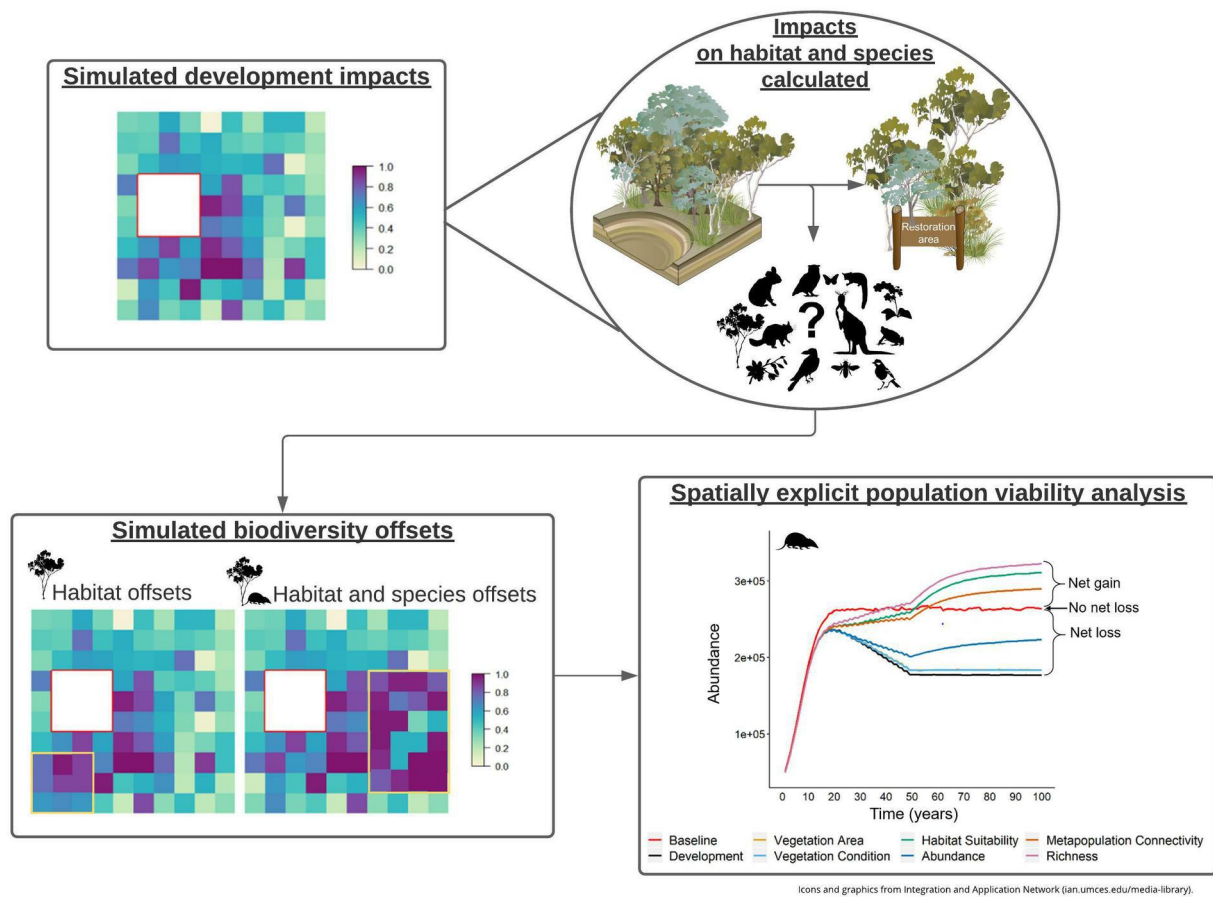 Simulated development impacts
1.0
0.8
0.6
0.4
0.2
0.0
Impacts
on habitat and species
calculated
Restoration
area
?
Simulated biodiversity offsets
Habitat offsets
Habitat and species offsets
1.0
0.8
0.6
0.4
0.2
0.0
Spatially explicit population viability analysis
Abundance
3e+05
2e+05
1e+05
Net gain
No net loss
Net loss
0 10 20 30 40 50 60 70 80 90 100
Time (years)
Baseline Vegetation Area Habitat Suitability Metapopulation Connectivity
Development Vegetation Condition Abundance Richness
Icons and graphics from Integration and Application Network (ian.umces.edu/media-library).